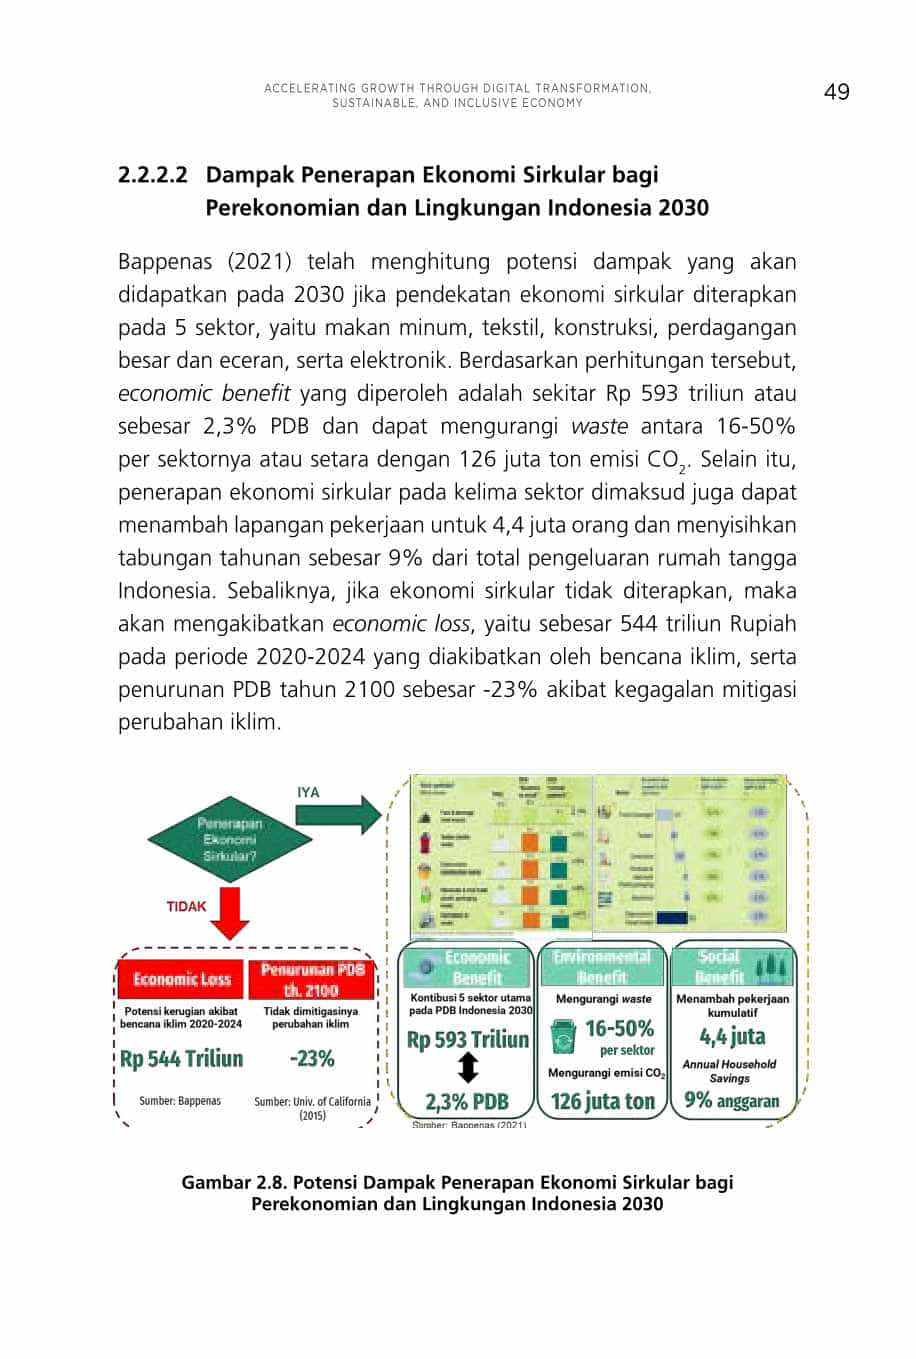 ACCELERATING GROWTH THROUGH DIGITAL TRANSFORMATION,
SUSTAINABLE, AND INCLUSIVE ECONOMY
49
2.2.2.2 Dampak Penerapan Ekonomi Sirkular bagi
Perekonomian dan Lingkungan Indonesia 2030
Bappenas (2021) telah menghitung potensi dampak yang akan
didapatkan pada 2030 jika pendekatan ekonomi sirkular diterapkan
pada 5 sektor, yaitu makan minum, tekstil, konstruksi, perdagangan
besar dan eceran, serta elektronik. Berdasarkan perhitungan tersebut,
economic benefit yang diperoleh adalah sekitar Rp 593 triliun atau
sebesar 2,3% PDB dan dapat mengurangi waste antara 16-50%
per sektornya atau setara dengan 126 juta ton emisi CO2. Selain itu,
penerapan ekonomi sirkular pada kelima sektor dimaksud juga dapat
menambah lapangan pekerjaan untuk 4,4 juta orang dan menyisihkan
tabungan tahunan sebesar 9% dari total pengeluaran rumah tangga
Indonesia. Sebaliknya, jika ekonomi sirkular tidak diterapkan, maka
akan mengakibatkan economic loss, yaitu sebesar 544 triliun Rupiah
pada periode 2020-2024 yang diakibatkan oleh bencana iklim, serta
penurunan PDB tahun 2100 sebesar -23% akibat kegagalan mitigasi
perubahan iklim.
IYA
Penerapan
Ekonomi
Sirkular?
TIDAK
Economic Loss
Potensi kerugian akibat
bencana iklim 2020-2024
Rp 544 Triliun
Sumber: Bappenas
Penurunan PDB
th. 2100
Tidak dimitigasinya
perubahan iklim
-23%
Sumber: Univ. of California
(2015)
Economic
Benefit
Kontibusi 5 sektor utama
pada PDB Indonesia 2030
Rp 593 Triliun
2,3% PDB
Sumber: Bappenas (2021)
Environmental
Benefit
Mengurangi waste
16-50%
per sektor
Mengurangi emisi CO2
126 juta ton
Social
Benefit
Menambah pekerjaan
kumulatif
4,4 juta
Annual Household
Savings
9% anggaran
Gambar 2.8. Potensi Dampak Penerapan Ekonomi Sirkular bagi
Perekonomian dan Lingkungan Indonesia 2030